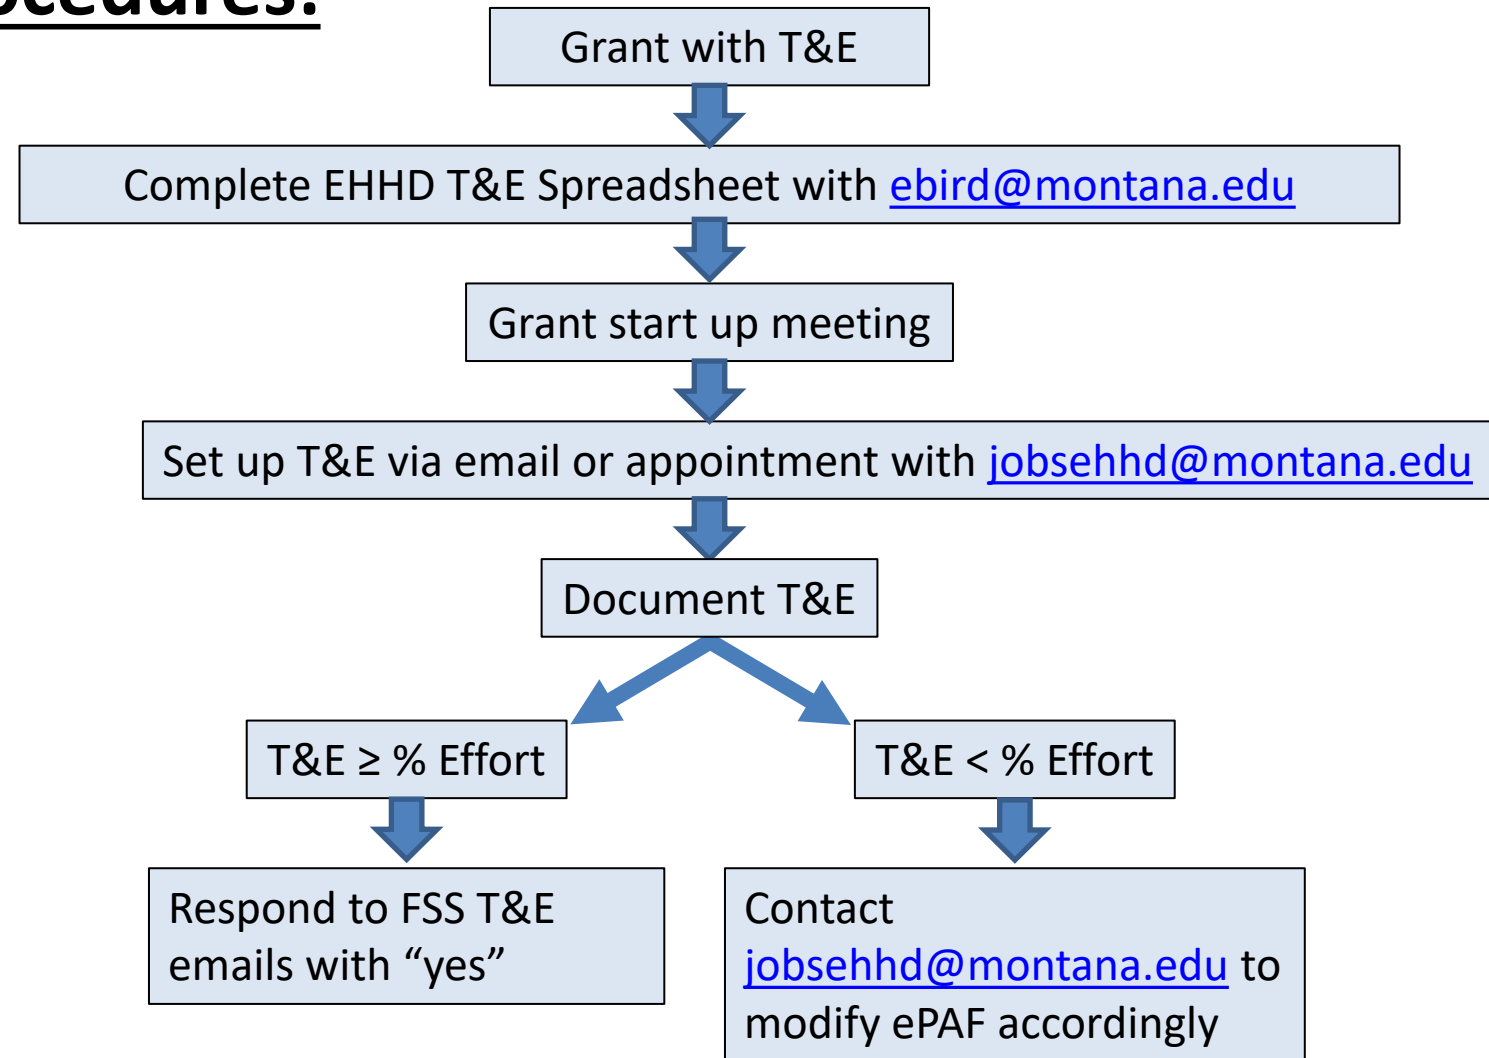 ocedures:
Grant with T&E
Complete EHHD T&E Spreadsheet with ebird@montana.edu
Grant start up meeting
Set up T&E via email or appointment with jobsehhd@montana.edu
Document T&E
T&E ≥ % Effort
T&E < % Effort
Respond to FSS T&E
emails with “yes”
Contact
jobsehhd@montana.edu to
modify ePAF accordingly